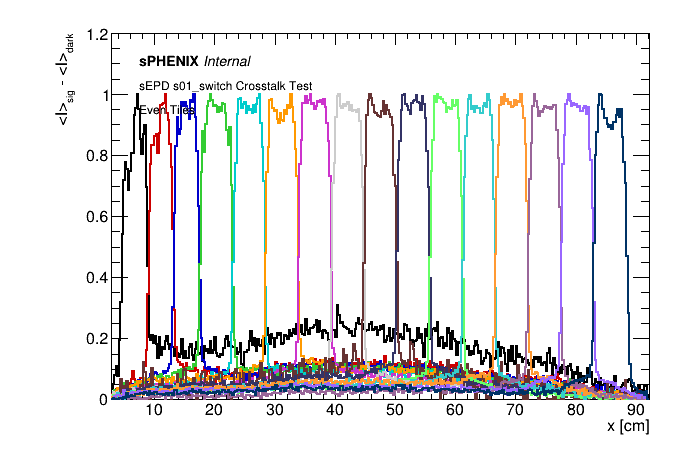 <I>sig - <I>dark
1.2
1
0.8
0.6
0.4
0.2
0
sPHENIX Internal
sEPD s01_switch Crosstalk Test
Even Tiles
10 20 30 40 50 60 70 80 90
x [cm]